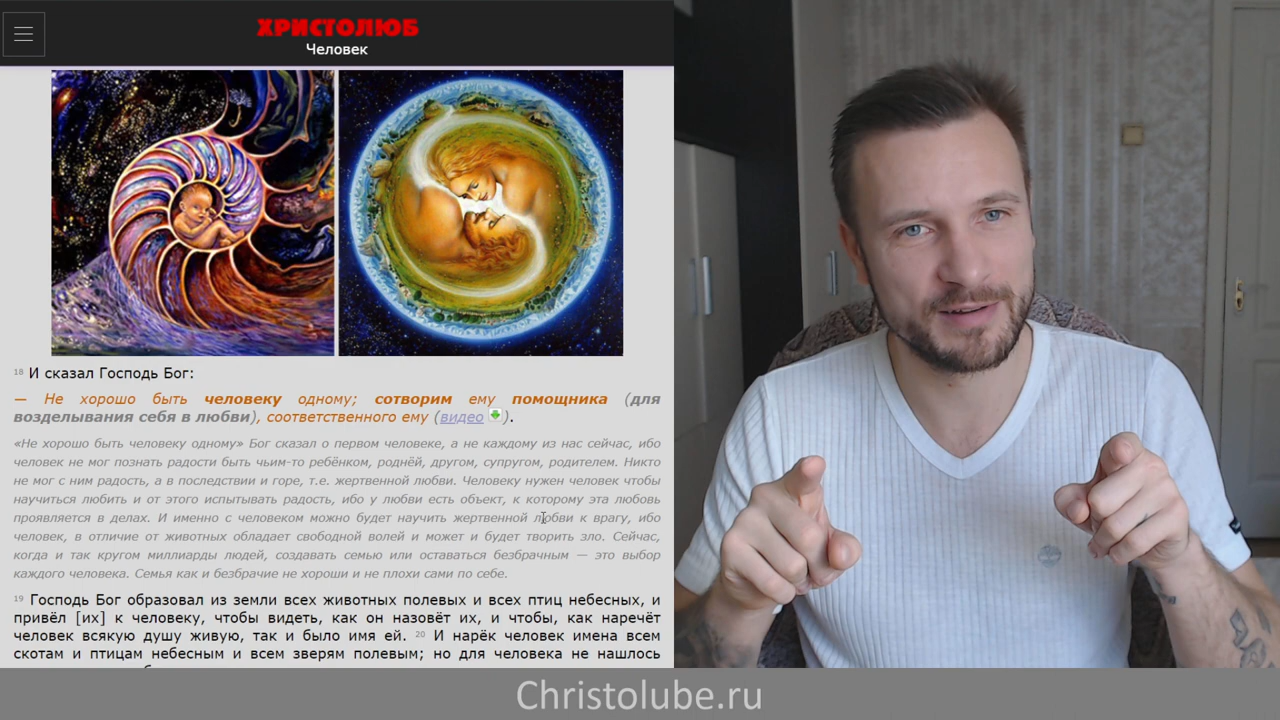 ХРИСТОЛЮБ
Человек
18 И сказал Господь Бог:
— Не хорошо быть человеку одному; сотворим ему помощника (для
возделывания себя в любви), соответственного ему (видео).
«Не хорошо быть человеку одному» Бог сказал о первом человеке, а не каждому из нас сейчас, ибо
человек не мог познать радости быть чьим-то ребёнком, роднёй, другом, супругом, родителем. Никто
не мог с ним радость, а в последствии и горе, т.е. жертвенной любви. Человеку нужен человек чтобы
научиться любить и от этого испытывать радость, ибо у любви есть объект, к которому эта любовь
проявляется в делах. И именно с человеком можно будет научить жертвенной любви к врагу, ибо
человек, в отличие от животных обладает свободной волей и может и будет творить зло. Сейчас,
когда и так кругом миллиарды людей, создавать семью или оставаться безбрачным — это выбор
каждого человека. Семья как и безбрачие не хороши и не плохи сами по себе.
19 Господь Бог образовал из земли всех животных полевых и всех птиц небесных, и
привёл [их] к человеку, чтобы видеть, как он назовёт их, и чтобы, как наречёт
человек всякую душу живую, так и было имя ей. 20 И нарёк человек имена всем
скотам и птицам небесным и всем зверям полевым; но для человека не нашлось
Christolube.ru